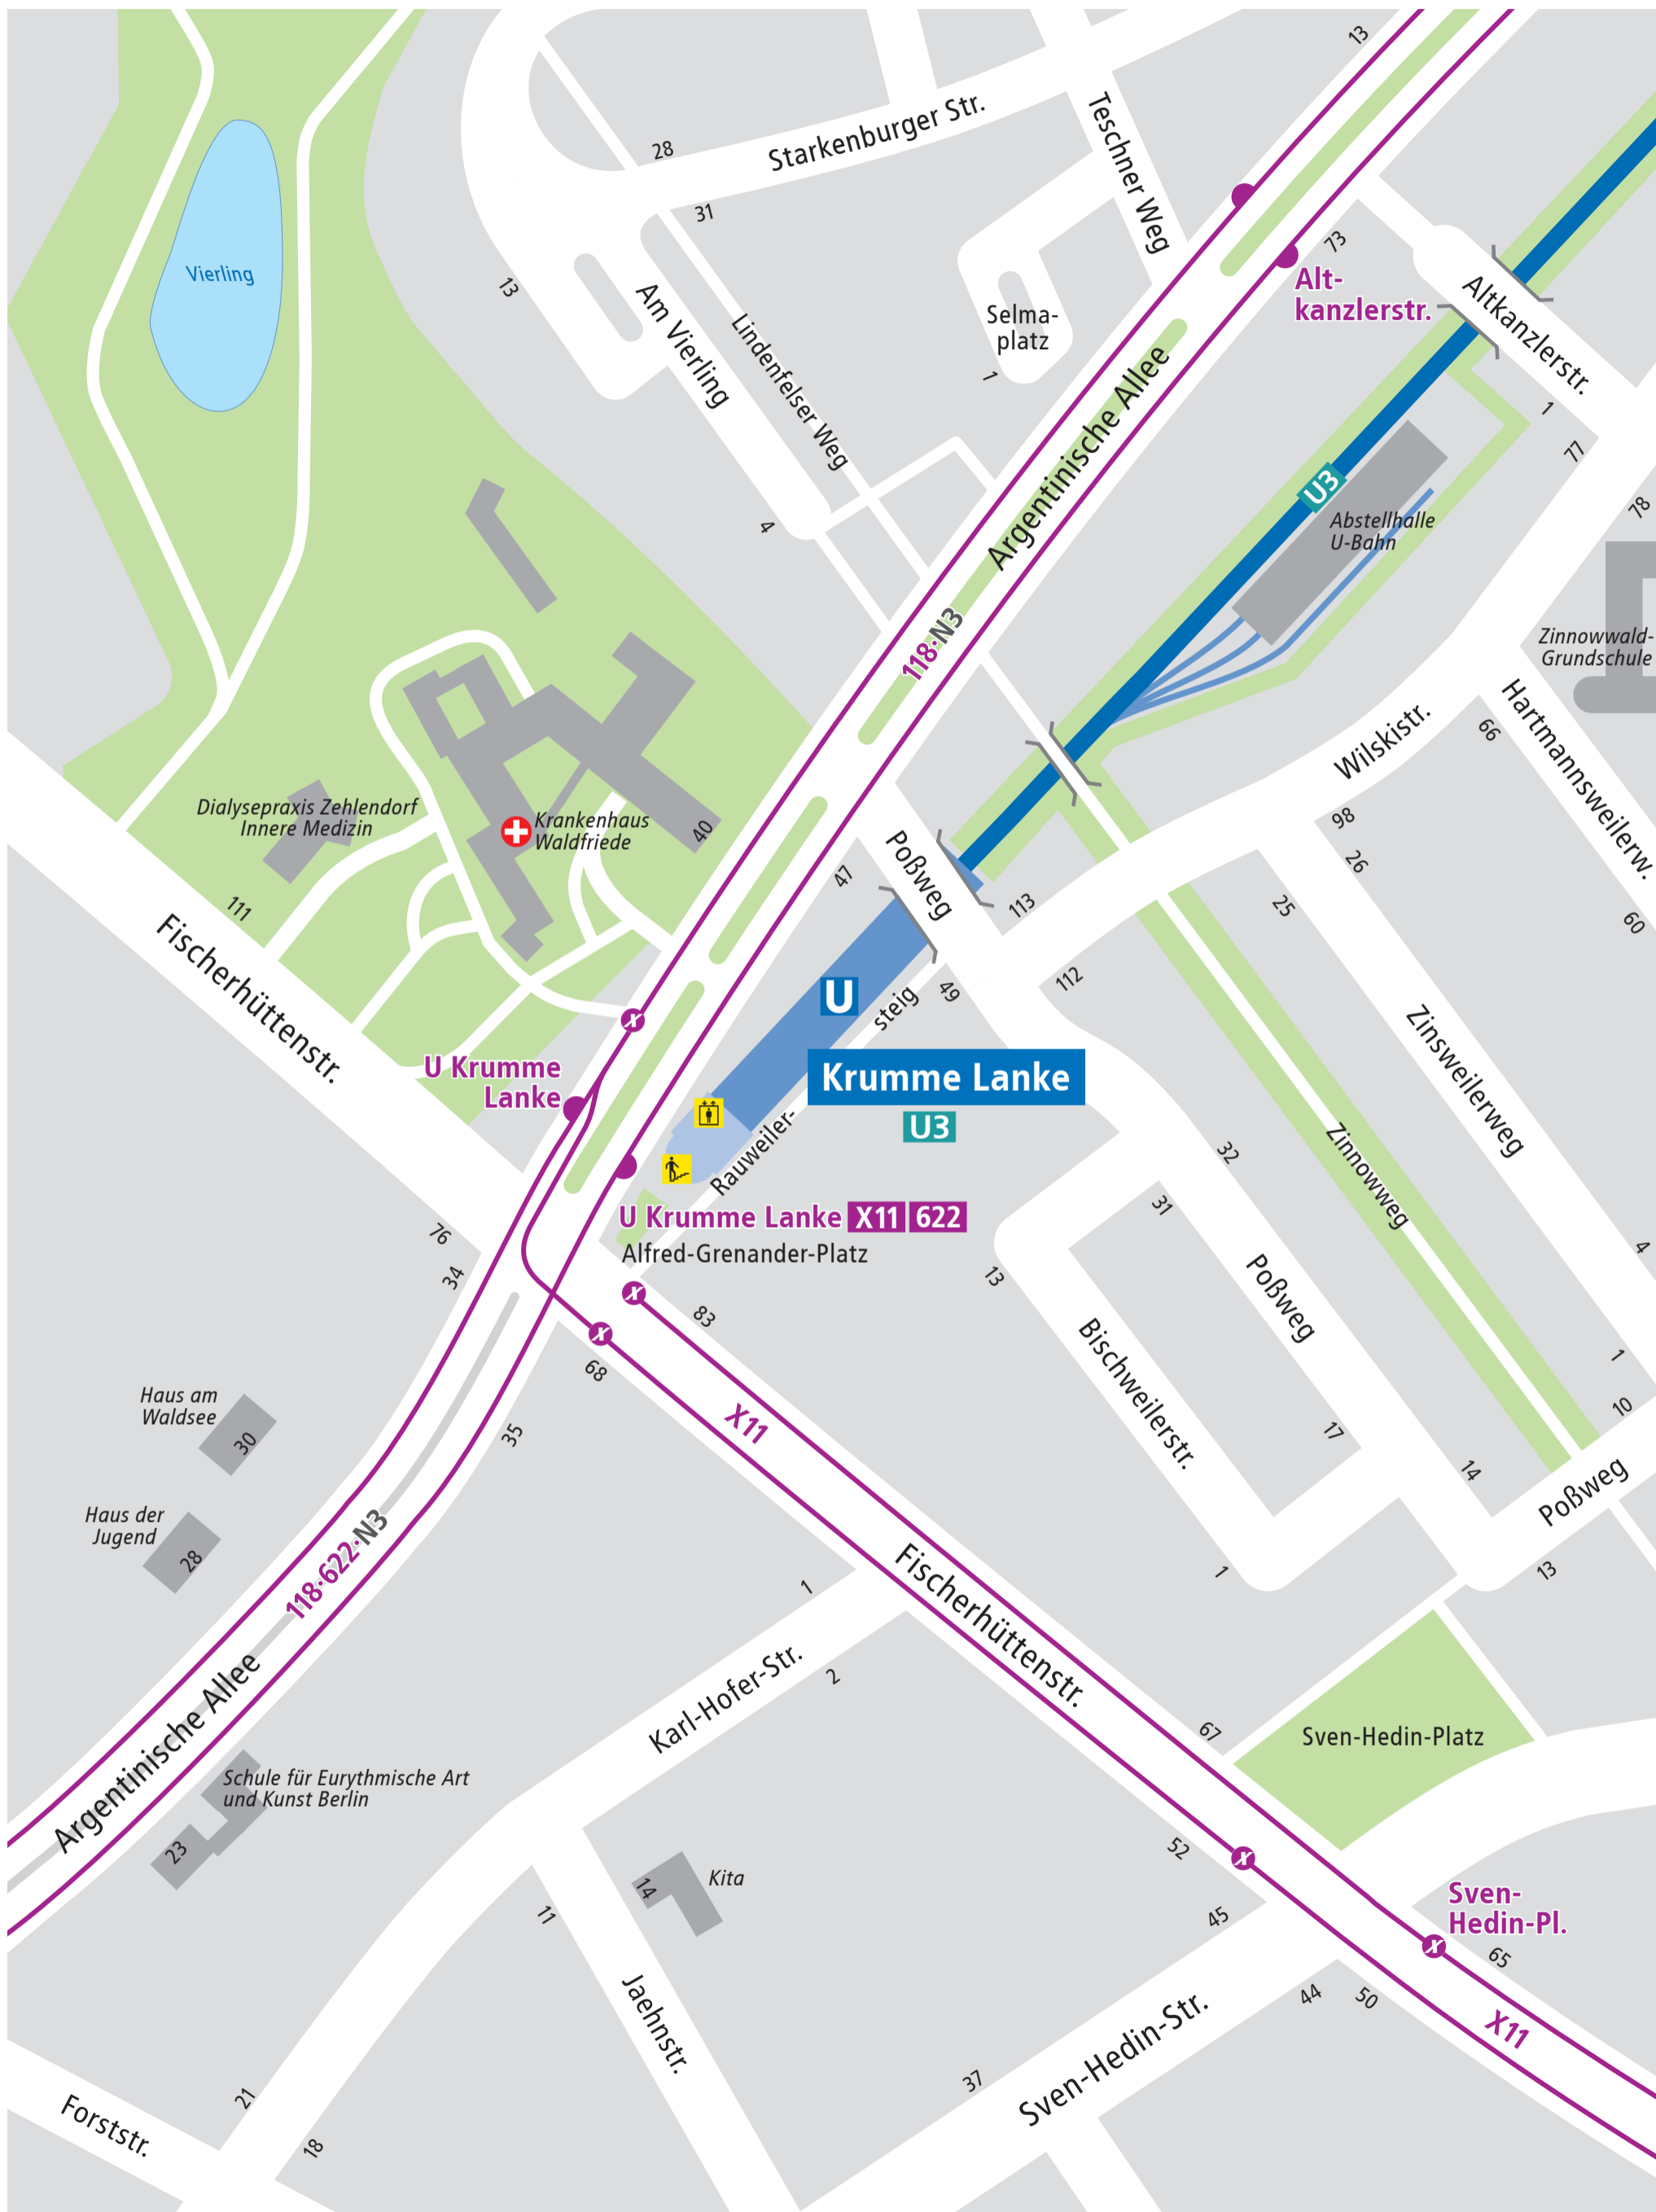 13
Starkenburger Str.
28
Teschner Weg
31
73
Vierling
Alt-
kanzlerstr.
Altkanzlerstr.
13
Am Vierling
Lindenfelser Weg
Selma-
platz
1
Argentinische Allee
1
77
U3
78
4
Abstellhalle
U-Bahn
118·N3
Zinnowwald-
Grundschule
Hartmannsweilerw.
Wilskistr.
66
Dialysepraxis Zehlendorf
Innere Medizin
Krankenhaus
Waldfriede
40
98
26
47
Poßweg
113
25
60
111
Fischerhüttenstr.
112
49
U
steig
X
Zinsweilerweg
U Krumme
Lanke
Krumme Lanke
U3
Rauweiler-
32
Zinnowweg
31
U Krumme Lanke X11 622
Alfred-Grenander-Platz
76
34
13
4
X
83
Poßweg
X
68
Bischweilerstr.
1
Haus am
Waldsee
30
X11
35
17
10
14
Poßweg
Haus der
Jugend
28
118·622·N3
Fischerhüttenstr.
1
1
13
Karl-Hofer-Str.
2
67
Sven-Hedin-Platz
Argentinische Allee
Schule für Eurythmische Art
und Kunst Berlin
23
52
X
Kita
14
Sven-
Hedin-Pl.
11
45
X
65
Jaehnstr.
44
50
X11
Sven-Hedin-Str.
37
21
Forststr.
18